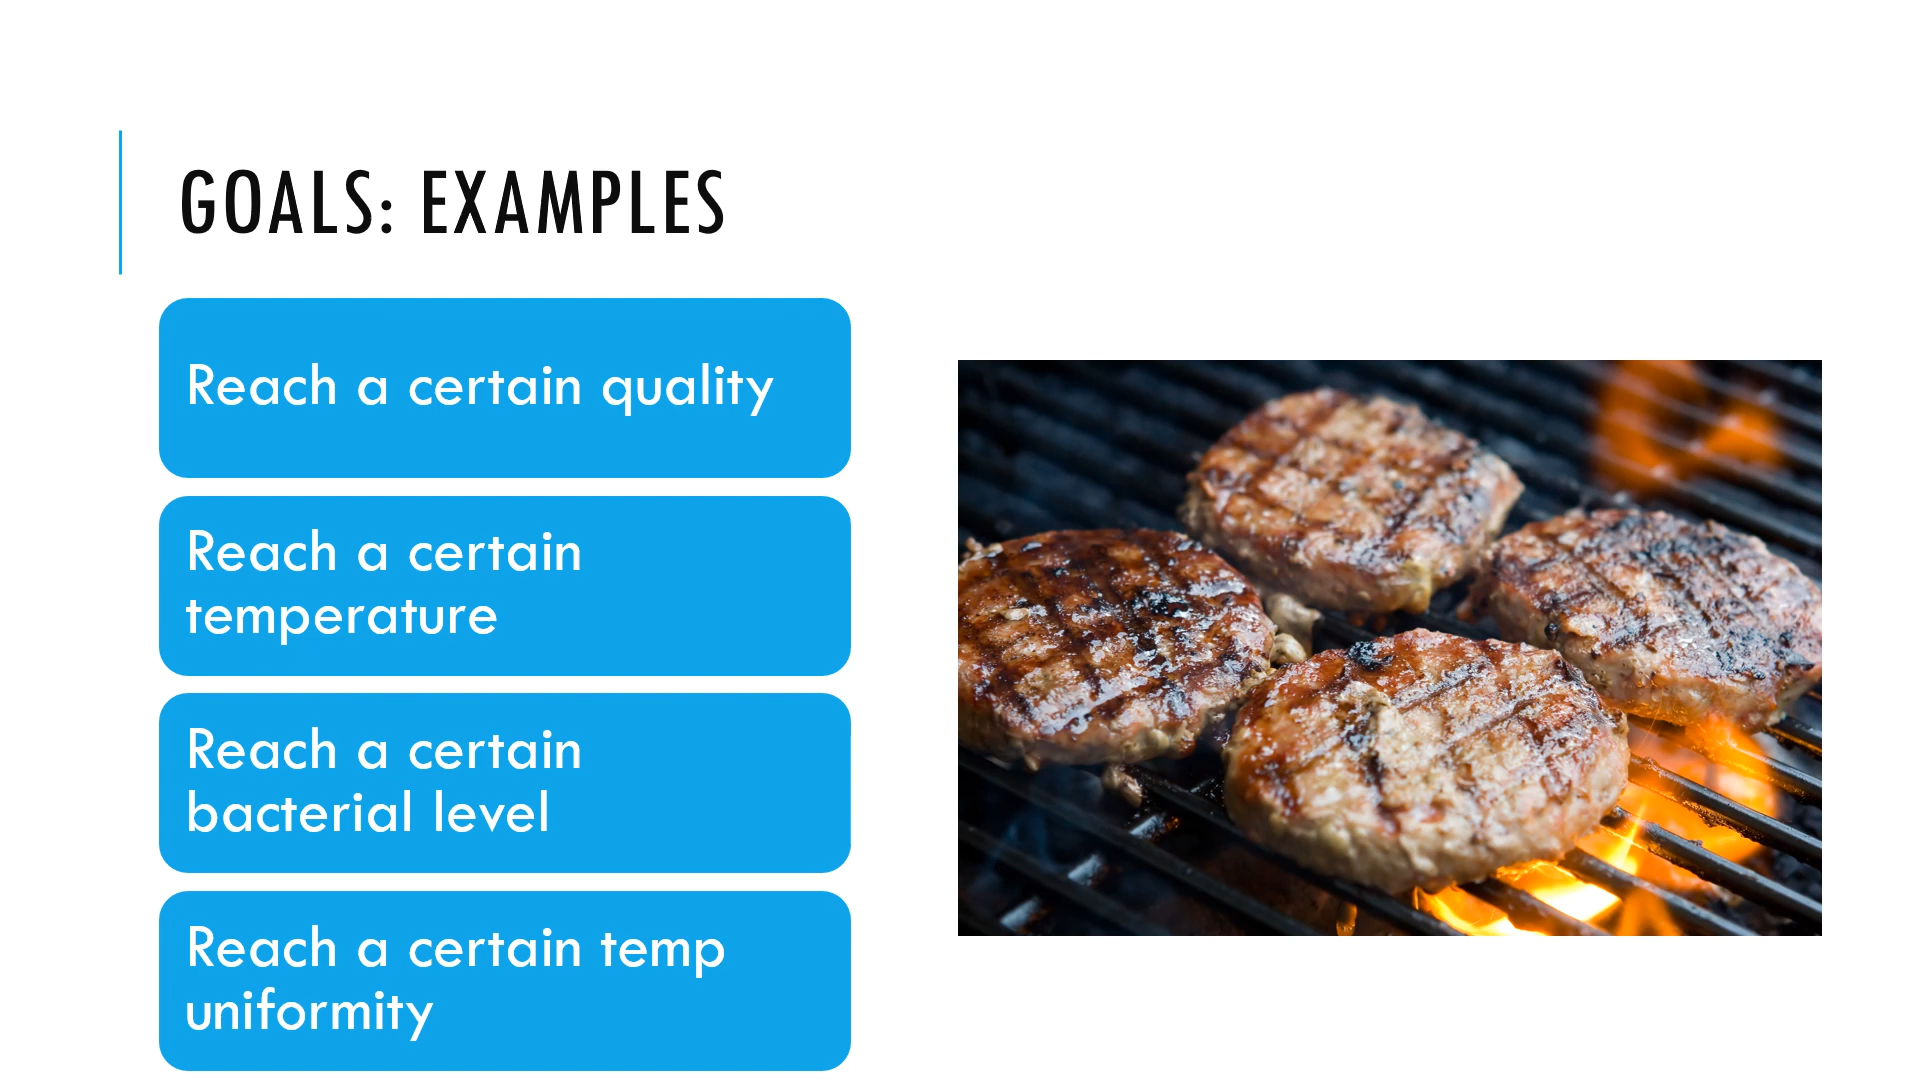 GOALS: EXAMPLES
Reach a certain quality
Reach a certain
temperature
Reach a certain
bacterial level
Reach a certain temp
uniformity